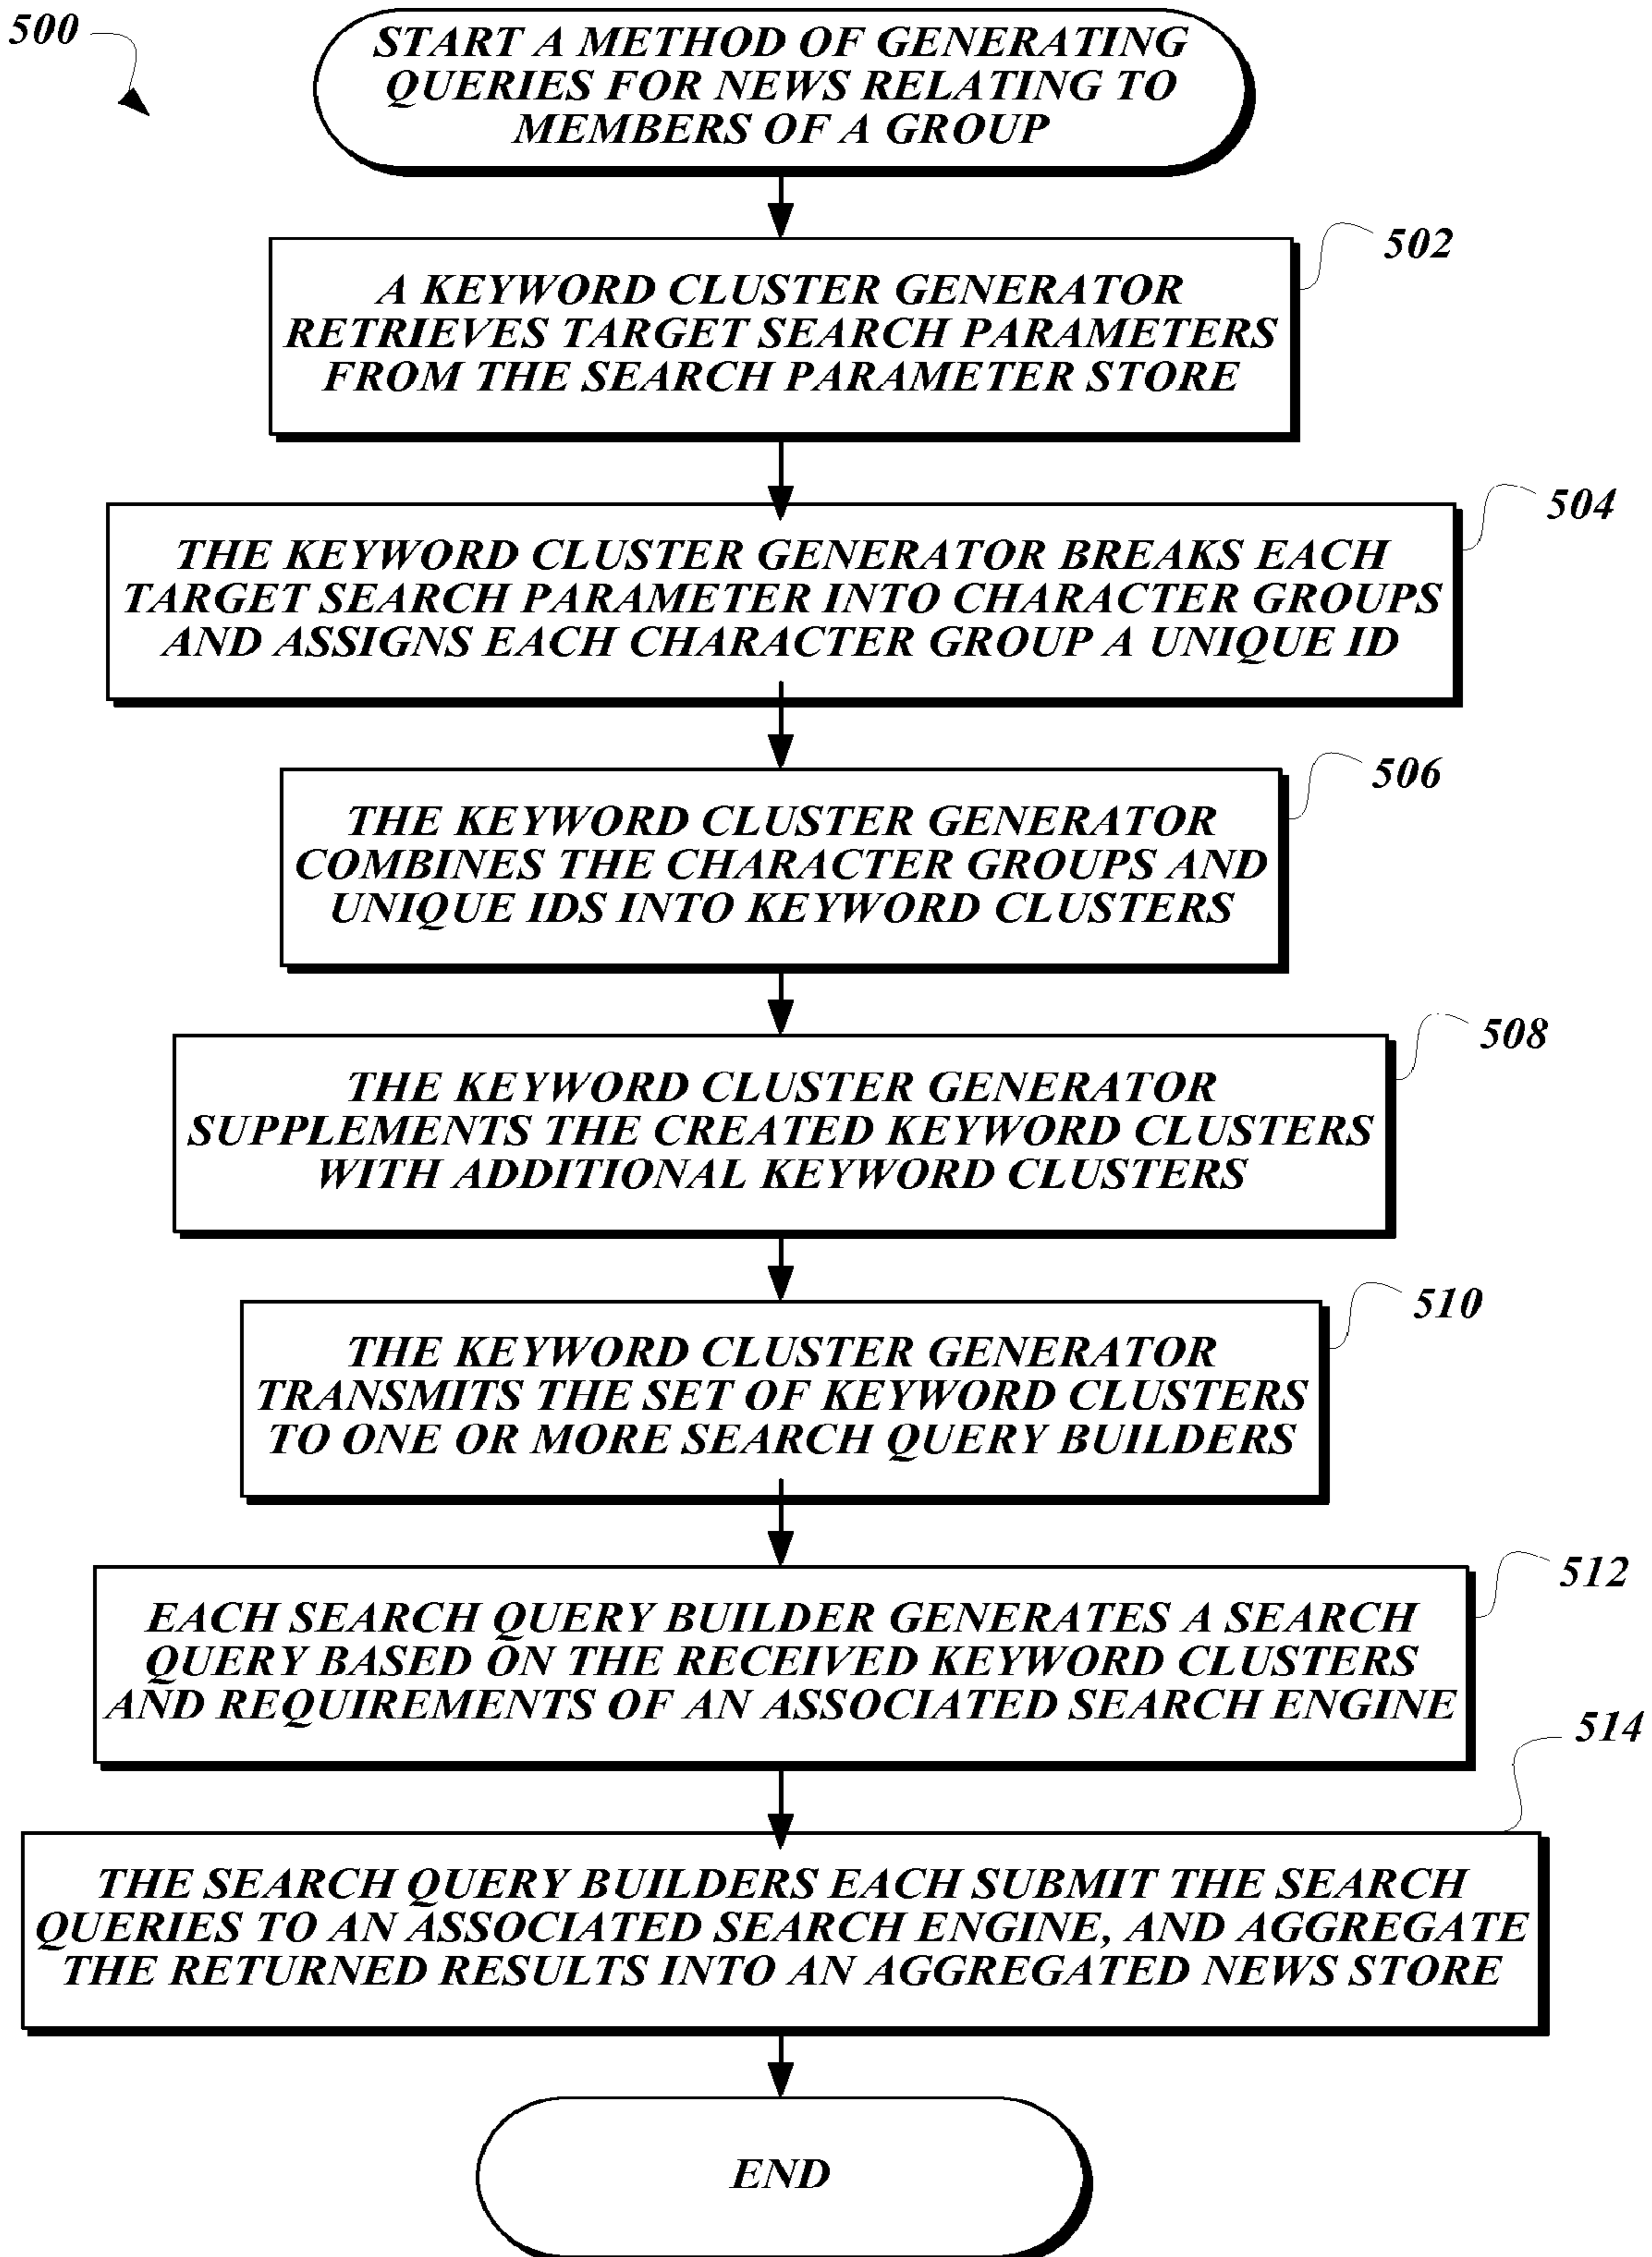 500
START A METHOD OF GENERATING
QUERIES FOR NEWS RELATING TO
MEMBERS OF A GROUP
502
A KEYWORD CLUSTER GENERATOR
RETRIEVES TARGET SEARCH PARAMETERS
FROM THE SEARCH PARAMETER STORE
504
THE KEYWORD CLUSTER GENERATOR BREAKS EACH
TARGET SEARCH PARAMETER INTO CHARACTER GROUPS
AND ASSIGNS EACH CHARACTER GROUP A UNIQUE ID
506
THE KEYWORD CLUSTER GENERATOR
COMBINES THE CHARACTER GROUPS AND
UNIQUE IDS INTO KEYWORD CLUSTERS
508
THE KEYWORD CLUSTER GENERATOR
SUPPLEMENTS THE CREATED KEYWORD CLUSTERS
WITH ADDITIONAL KEYWORD CLUSTERS
510
THE KEYWORD CLUSTER GENERATOR
TRANSMITS THE SET OF KEYWORD CLUSTERS
TO ONE OR MORE SEARCH QUERY BUILDERS
512
EACH SEARCH QUERY BUILDER GENERATES A SEARCH
QUERY BASED ON THE RECEIVED KEYWORD CLUSTERS
AND REQUIREMENTS OF AN ASSOCIATED SEARCH ENGINE
514
THE SEARCH QUERY BUILDERS EACH SUBMIT THE SEARCH
QUERIES TO AN ASSOCIATED SEARCH ENGINE, AND AGGREGATE
THE RETURNED RESULTS INTO AN AGGREGATED NEWS STORE
END